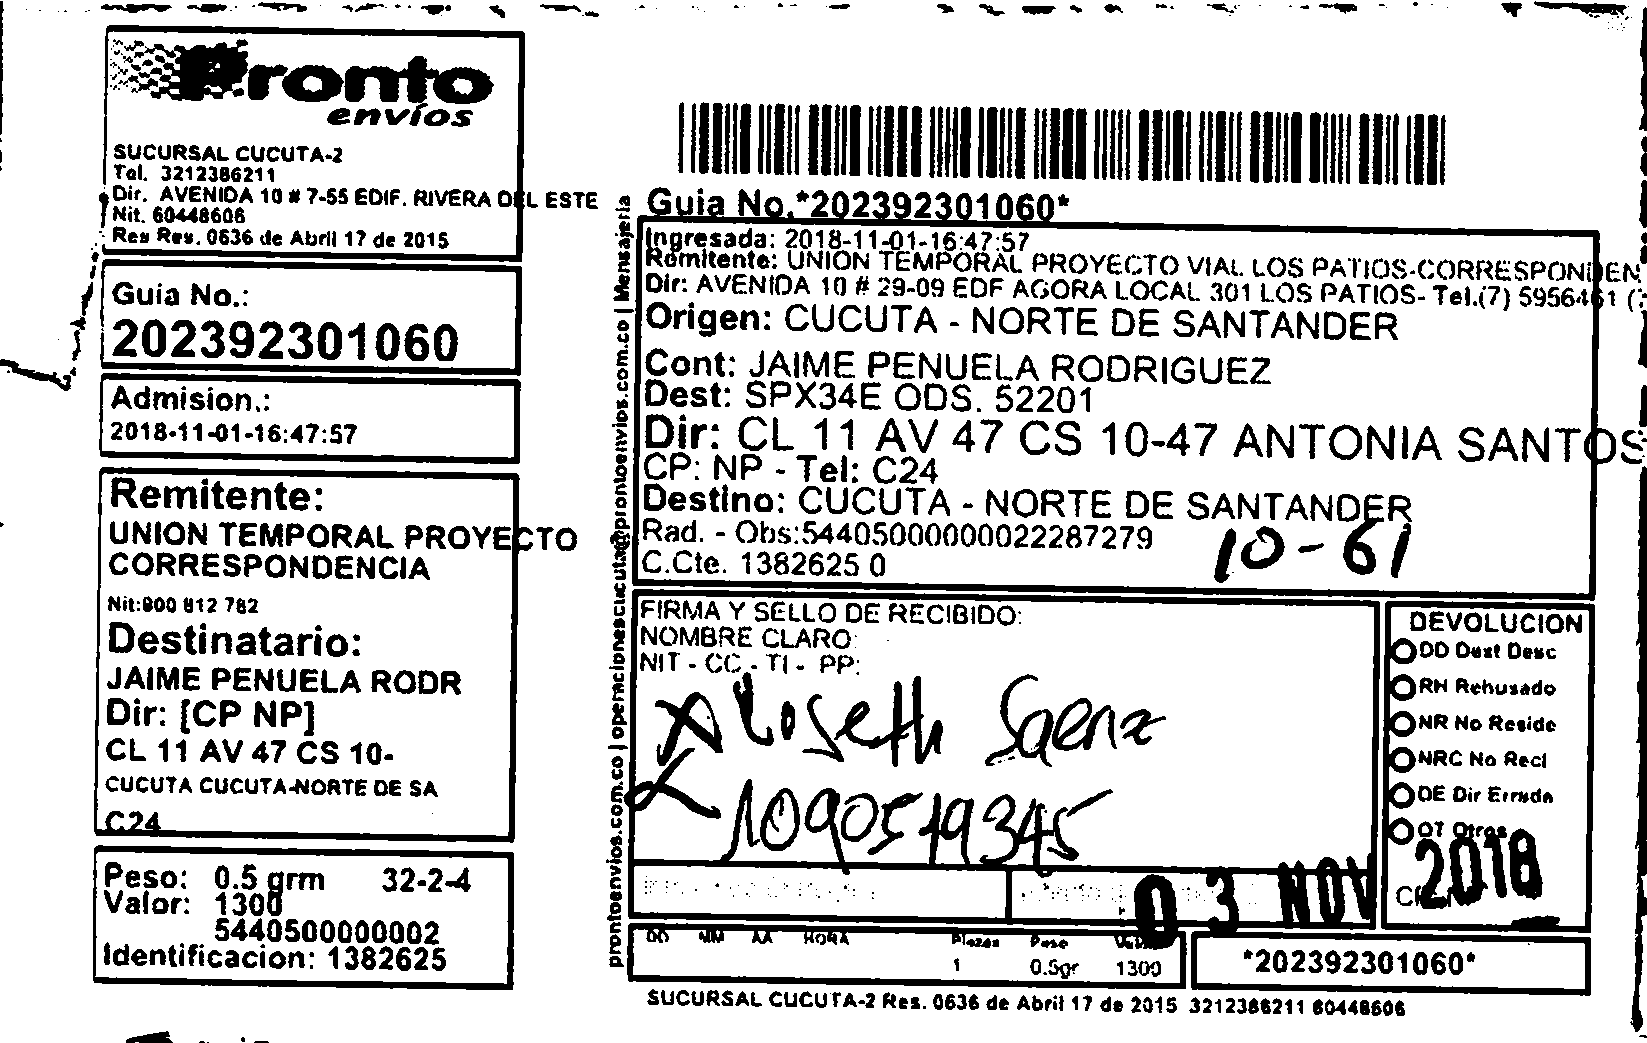 Pronto
envíos
SUCURSAL CUCUTA-2
Tel. 3212386211
Dir. AVENIDA 10 # 7-55 EDIF. RIVERA DEL ESTE
Nit. 60448606
Res Res. 0636 de Abril 17 de 2015
Guia No.:
202392301060
Admision.:
2018-11-01-16:47:57
Remitente:
UNION TEMPORAL PROYECTO
CORRESPONDENCIA
Nit:800 812 782
Destinatario:
JAIME PENUELA RODR
Dir: [CP NP]
CL 11 AV 47 CS 10-
CUCUTA CUCUTA-NORTE DE SA
C24
Peso: 0.5 grm 32-2-4
Valor: 1300
5440500000002
Identificacion: 1382625
prontoenvios.com.co | operacionescucuta@prontoenvios.com.co | Mensajeria
Guia No.*202392301060*
Ingresada: 2018-11-01-16:47:57
Remitente: UNION TEMPORAL PROYECTO VIAL LOS PATIOS-CORRESPONDEN
Dir: AVENIDA 10 # 29-09 EDF AGORA LOCAL 301 LOS PATIOS- Tel.(7) 5956461 (
Origen: CUCUTA - NORTE DE SANTANDER
Cont: JAIME PENUELA RODRIGUEZ
Dest: SPX34E ODS. 52201
Dir: CL 11 AV 47 CS 10-47 ANTONIA SANTOS
CP: NP - Tel: C24
Destino: CUCUTA - NORTE DE SANTANDER
Rad. - Obs:54405000000022287279
10-61
C.Cte. 1382625 0
FIRMA Y SELLO DE RECIBIDO:
NOMBRE CLARO:
NIT - CC - TI - PP:
Yoseth Saenz
1090519345
DEVOLUCION
DD Dest Desc
RH Rehusado
NR No Reside
NRC No Recl
DE Dir Errada
OT Otros
03 NOV 2018
DD MM AA HORA Piezas Peso Valor
1 0.5gr 1300
*202392301060*
SUCURSAL CUCUTA-2 Res. 0636 de Abril 17 de 2015 3212386211 60448606